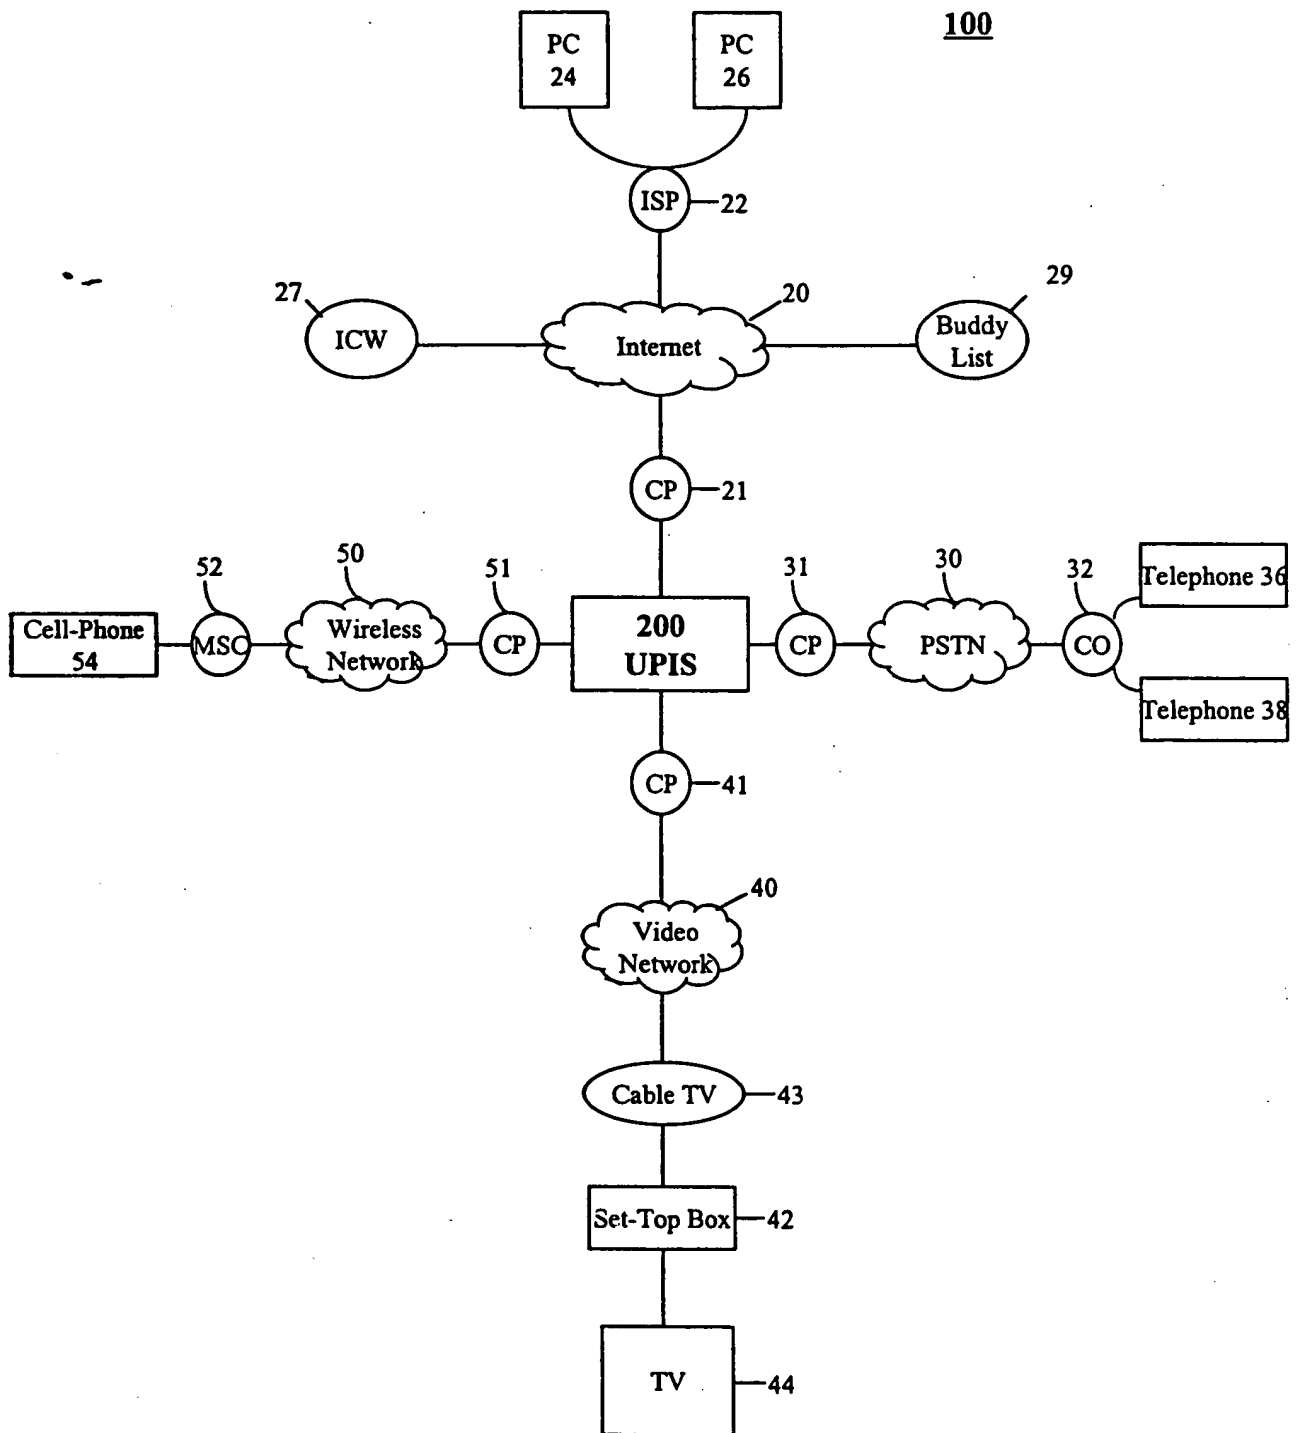 100
PC
24
PC
26
ISP
22
27
ICW
20
Internet
29
Buddy
List
CP
21
Cell-Phone
54
52
MSC
50
Wireless
Network
51
CP
200
UPIS
31
CP
30
PSTN
32
CO
Telephone 36
Telephone 38
CP
41
40
Video
Network
Cable TV
43
Set-Top Box
42
TV
44